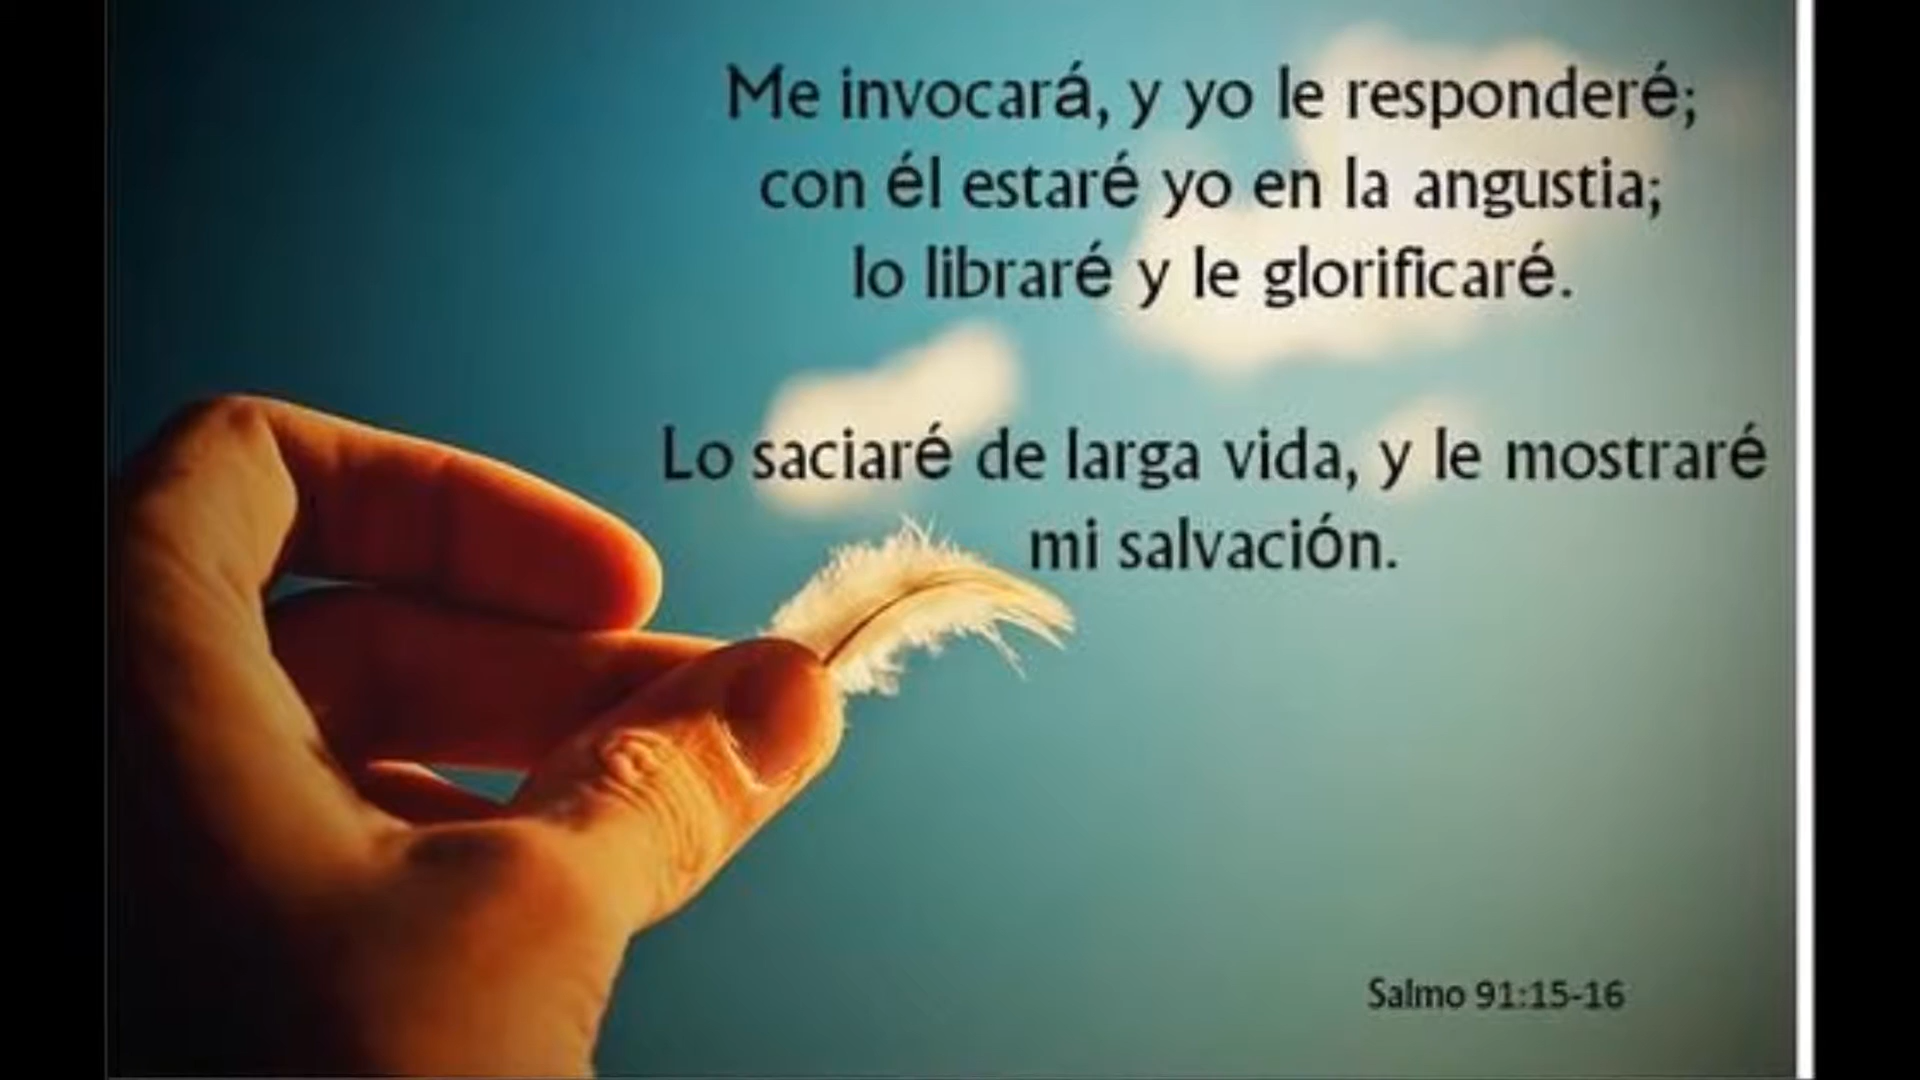 Me invocará, y yo le responderé;
con él estaré yo en la angustia;
lo libraré y le glorificaré.
Lo saciaré de larga vida, y le mostraré
mi salvación.
Salmo 91:15-16